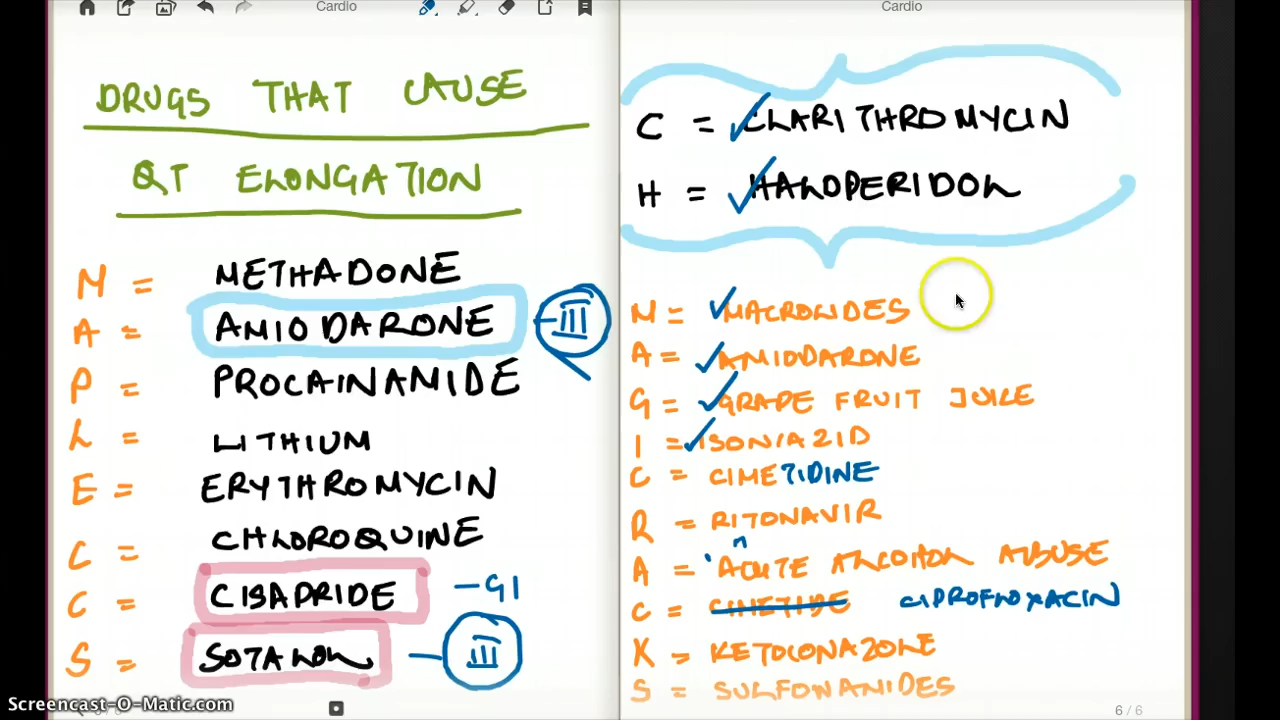 Cardio
DRUGS THAT CAUSE
QT ELONGATION
M = METHADONE
A = AMIODARONE - III
P = PROCAINAMIDE
L = LITHIUM
E = ERYTHROMYCIN
C = CHLOROQUINE
C = CISAPRIDE - GI
S = SOTALOL - III
Cardio
C = CLARITHROMYCIN
H = HALOPERIDOL
M = MACROLIDES
A = AMIODARONE
G = GRAPE FRUIT JUICE
I = ISONIAZID
C = CIMETIDINE
R = RITONAVIR
A = ACUTE ALCOHOL ABUSE
C = CIMETIDE CIPROFLOXACIN
K = KETOCONAZOLE
S = SULFONAMIDES
6 / 6
Screencast-O-Matic.com